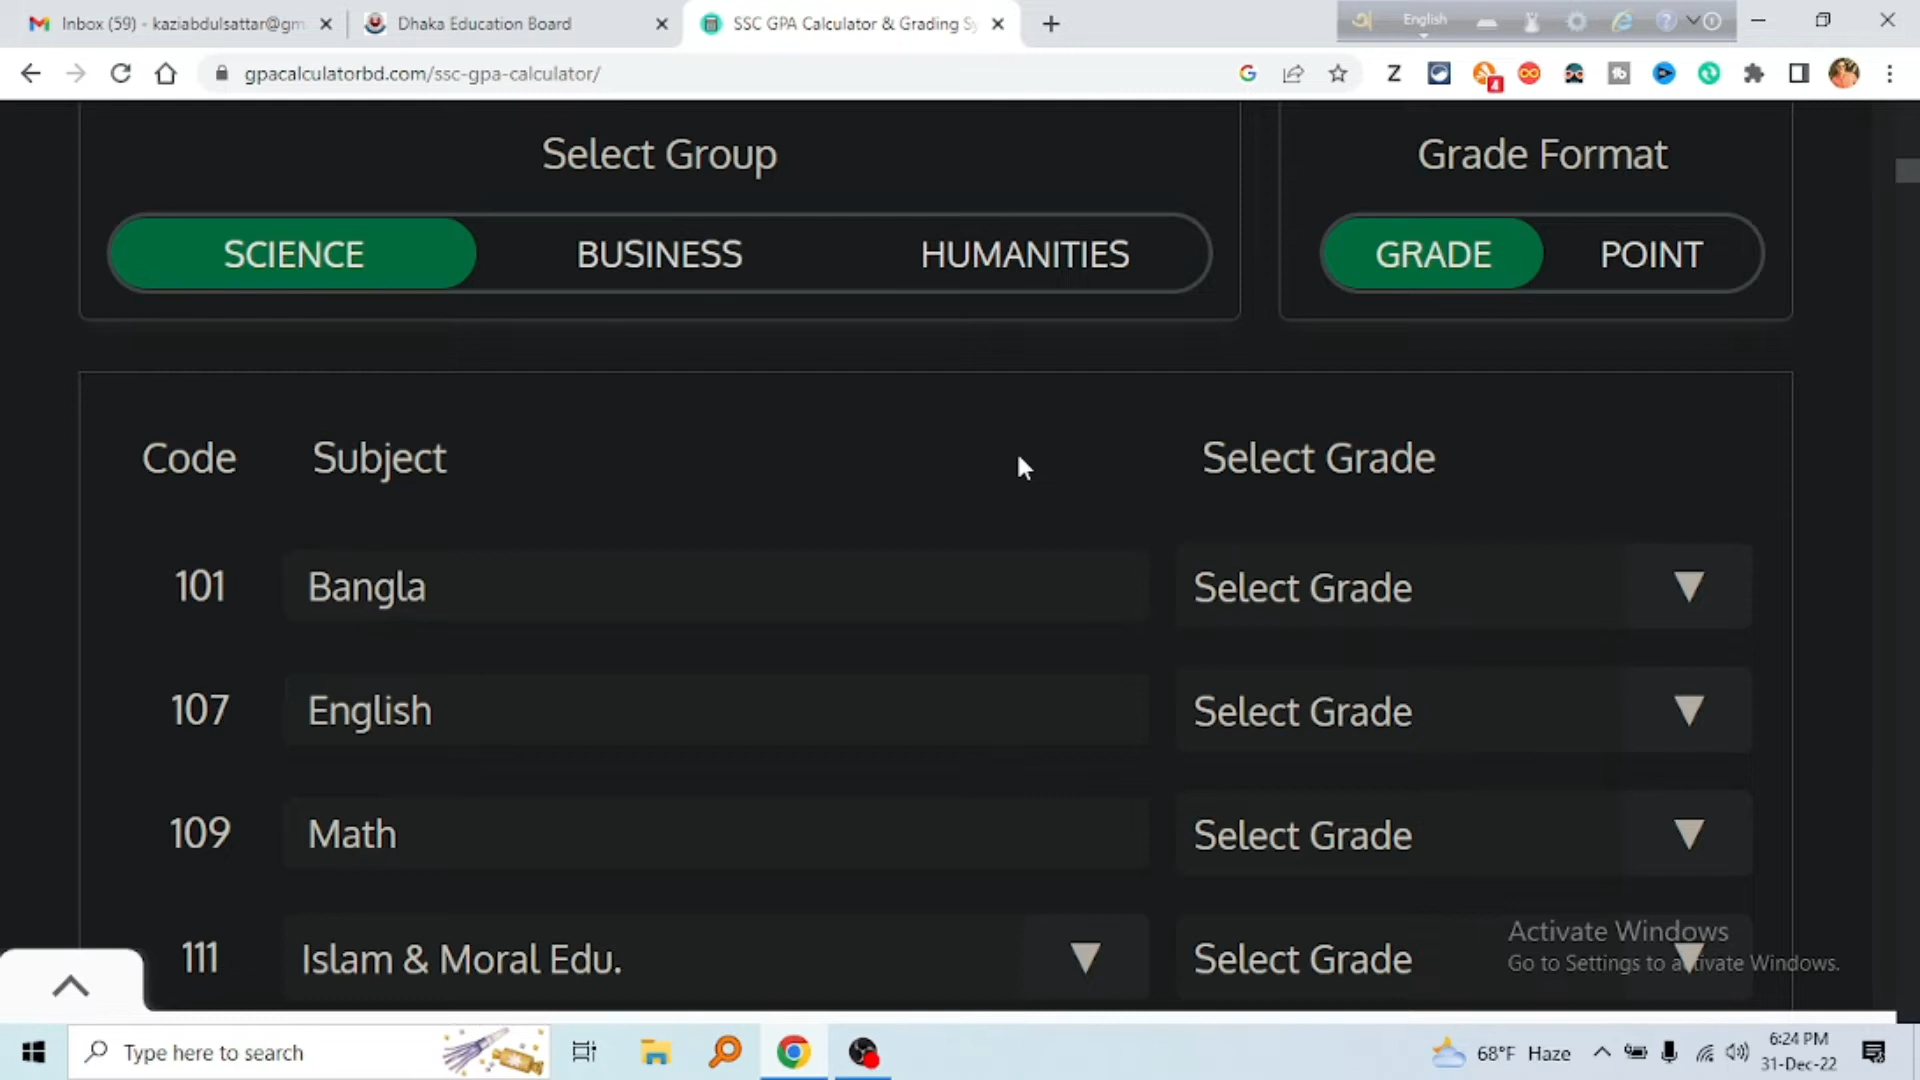 Inbox (59) - kaziabdulsattar@gm
Dhaka Education Board
SSC GPA Calculator & Grading Sy
English
gpacalculatorbd.com/ssc-gpa-calculator/
Z
4
Select Group
Grade Format
SCIENCE
BUSINESS
HUMANITIES
GRADE
POINT
Code
Subject
Select Grade
101
Bangla
Select Grade
107
English
Select Grade
109
Math
Select Grade
111
Islam & Moral Edu.
Select Grade
Activate Windows
Go to Settings to activate Windows.
Type here to search
68°F Haze
6:24 PM
31-Dec-22